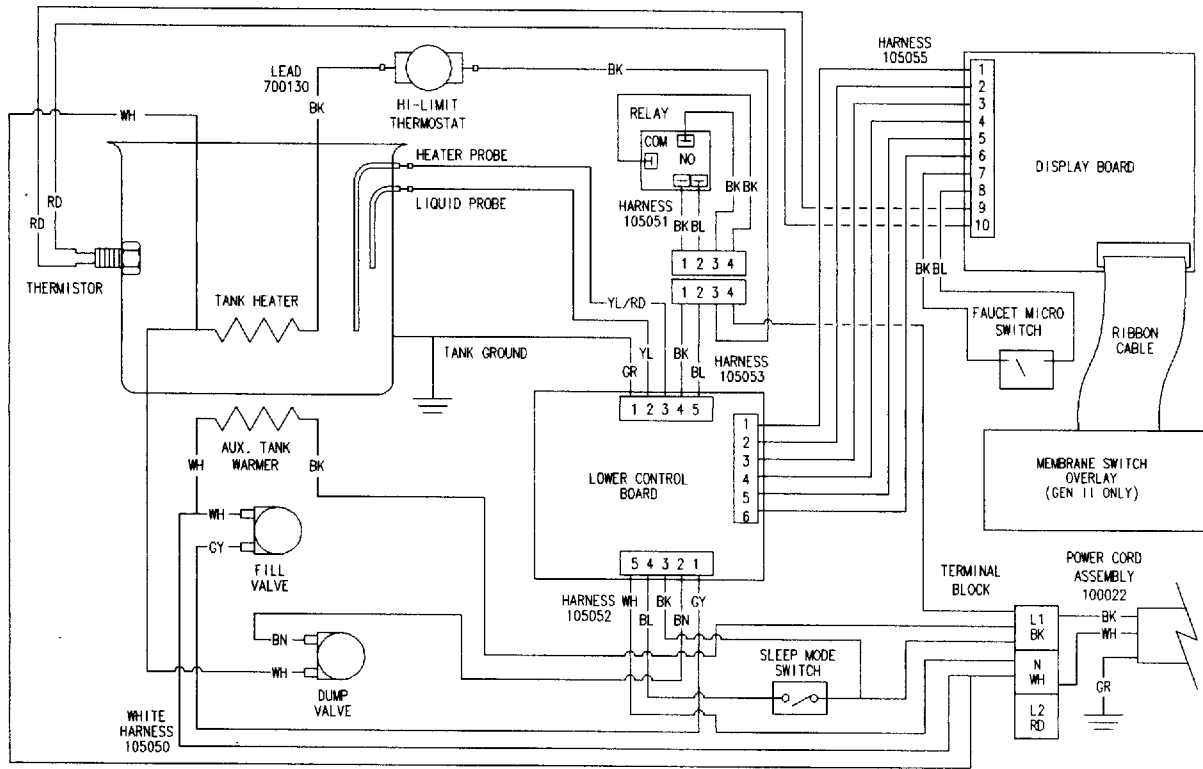 HARNESS
105055
LEAD
700130
BK
HI-LIMIT
THERMOSTAT
BK
RELAY
COM
NO
BK
BK
WH
HEATER PROBE
LIQUID PROBE
HARNESS
105051
BK
BL
1 2 3 4
1 2 3 4
1
2
3
4
5
6
7
8
9
10
DISPLAY BOARD
RD
RD
THERMISTOR
TANK HEATER
YL/RD
BK
BL
FAUCET MICRO
SWITCH
RIBBON
CABLE
TANK GROUND
GR
YL
BK
BL
HARNESS
105053
1 2 3 4 5
1
2
3
4
5
6
LOWER CONTROL
BOARD
AUX. TANK
WARMER
WH
BK
MEMBRANE SWITCH
OVERLAY
(GEN II ONLY)
WH
GY
FILL
VALVE
5 4 3 2 1
HARNESS
105052
WH
BL
BK
BN
GY
TERMINAL
BLOCK
POWER CORD
ASSEMBLY
100022
L1
BK
BK
WH
N
WH
GR
L2
RD
BN
WH
DUMP
VALVE
SLEEP MODE
SWITCH
WHITE
HARNESS
105050